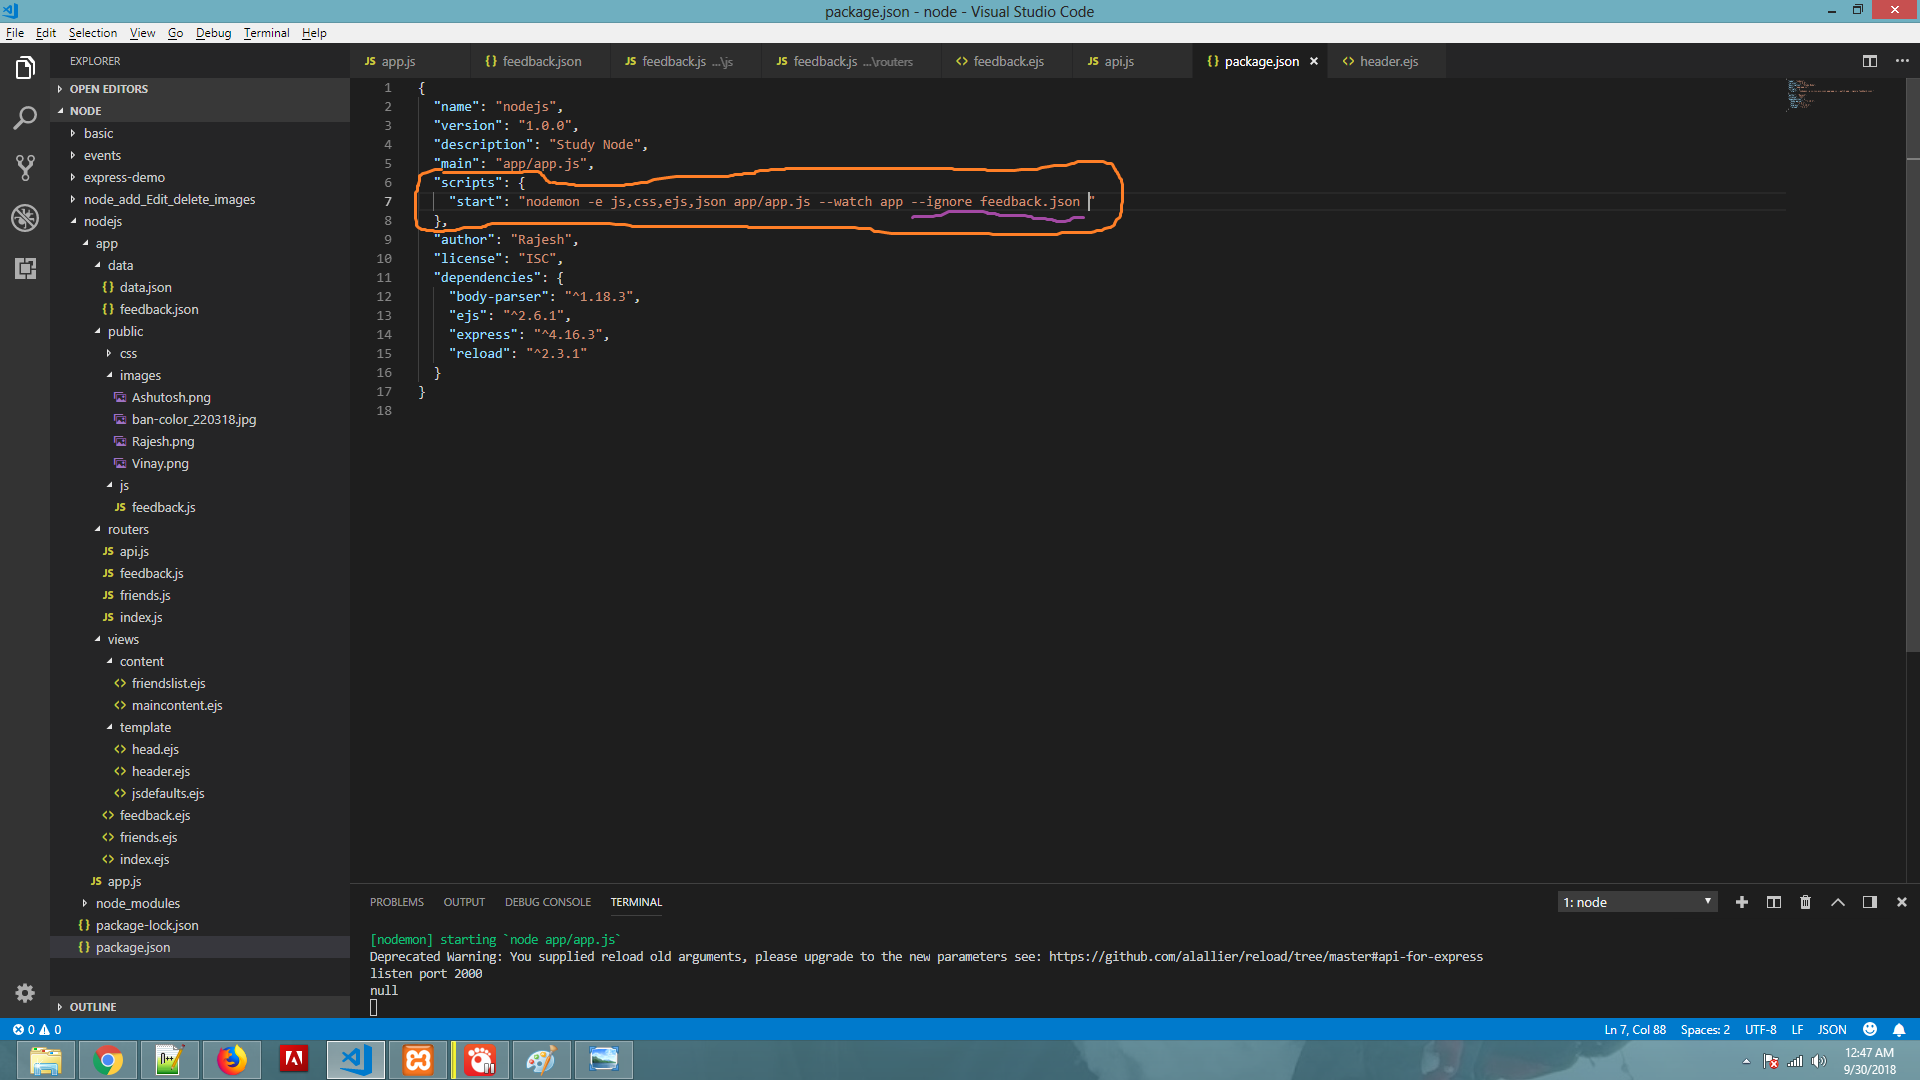 package.json - node - Visual Studio Code
File Edit Selection View Go Debug Terminal Help
EXPLORER
OPEN EDITORS
NODE
basic
events
express-demo
node_add_Edit_delete_images
nodejs
app
data
{} data.json
{} feedback.json
public
css
images
Ashutosh.png
ban-color_220318.jpg
Rajesh.png
Vinay.png
js
JS feedback.js
routers
JS api.js
JS feedback.js
JS friends.js
JS index.js
views
content
<> friendslist.ejs
<> maincontent.ejs
template
<> head.ejs
<> header.ejs
<> jsdefaults.ejs
<> feedback.ejs
<> friends.ejs
<> index.ejs
JS app.js
node_modules
{} package-lock.json
{} package.json
OUTLINE
JS app.js {} feedback.json JS feedback.js ...\js JS feedback.js ...\routers <> feedback.ejs JS api.js {} package.json × <> header.ejs
1 {
2 "name": "nodejs",
3 "version": "1.0.0",
4 "description": "Study Node",
5 "main": "app/app.js",
6 "scripts": {
7 "start": "nodemon -e js,css,ejs,json app/app.js --watch app --ignore feedback.json "
8 },
9 "author": "Rajesh",
10 "license": "ISC",
11 "dependencies": {
12 "body-parser": "^1.18.3",
13 "ejs": "^2.6.1",
14 "express": "^4.16.3",
15 "reload": "^2.3.1"
16 }
17 }
18
PROBLEMS OUTPUT DEBUG CONSOLE TERMINAL 1: node
[nodemon] starting `node app/app.js`
Deprecated Warning: You supplied reload old arguments, please upgrade to the new parameters see: https://github.com/alallier/reload/tree/master#api-for-express
listen port 2000
null
0 0 Ln 7, Col 88 Spaces: 2 UTF-8 LF JSON
12:47 AM
9/30/2018